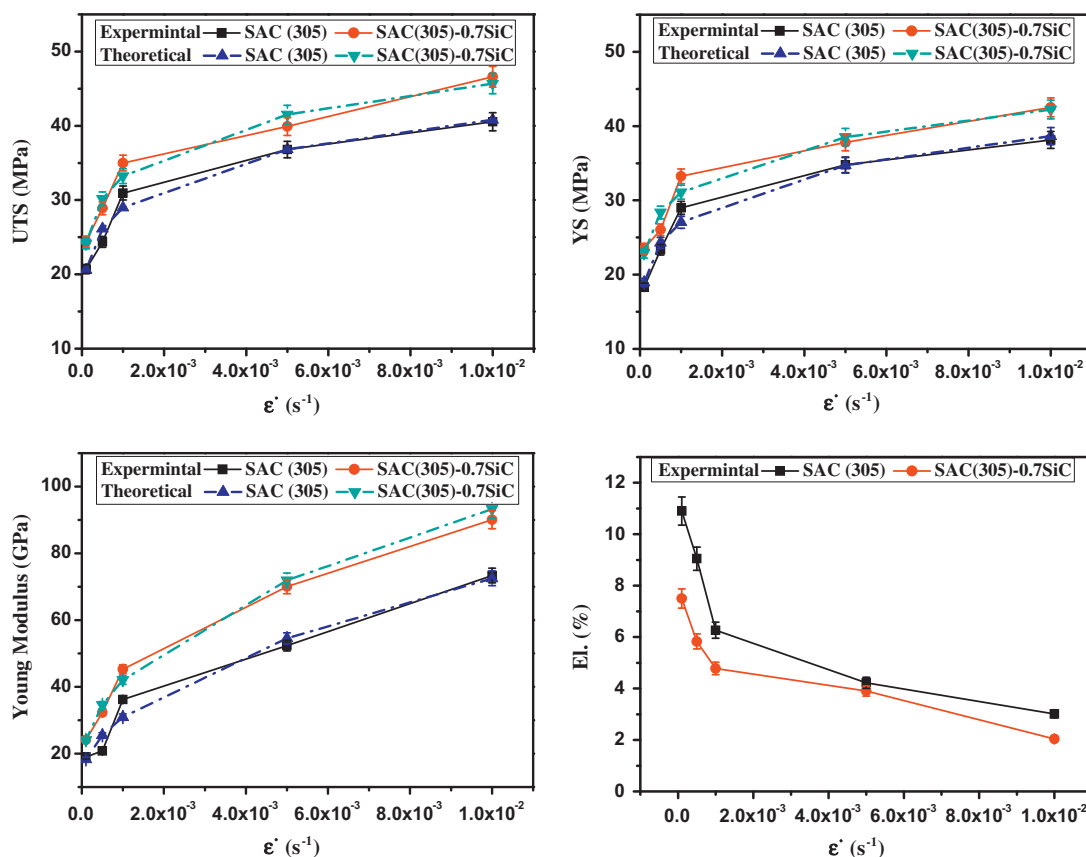 Expermintal SAC (305) SAC(305)-0.7SiC
Theoretical SAC (305) SAC(305)-0.7SiC
50
40
30
20
10
UTS (MPa)
0.0 2.0x10⁻³ 4.0x10⁻³ 6.0x10⁻³ 8.0x10⁻³ 1.0x10⁻²
ε˙ (s⁻¹)
Expermintal SAC (305) SAC(305)-0.7SiC
Theoretical SAC (305) SAC(305)-0.7SiC
50
40
30
20
10
YS (MPa)
0.0 2.0x10⁻³ 4.0x10⁻³ 6.0x10⁻³ 8.0x10⁻³ 1.0x10⁻²
ε˙ (s⁻¹)
Expermintal SAC (305) SAC(305)-0.7SiC
Theoretical SAC (305) SAC(305)-0.7SiC
100
80
60
40
20
Young Modulus (GPa)
0.0 2.0x10⁻³ 4.0x10⁻³ 6.0x10⁻³ 8.0x10⁻³ 1.0x10⁻²
ε˙ (s⁻¹)
Expermintal SAC (305) SAC(305)-0.7SiC
12
10
8
6
4
2
0
El. (%)
0.0 2.0x10⁻³ 4.0x10⁻³ 6.0x10⁻³ 8.0x10⁻³ 1.0x10⁻²
ε˙ (s⁻¹)